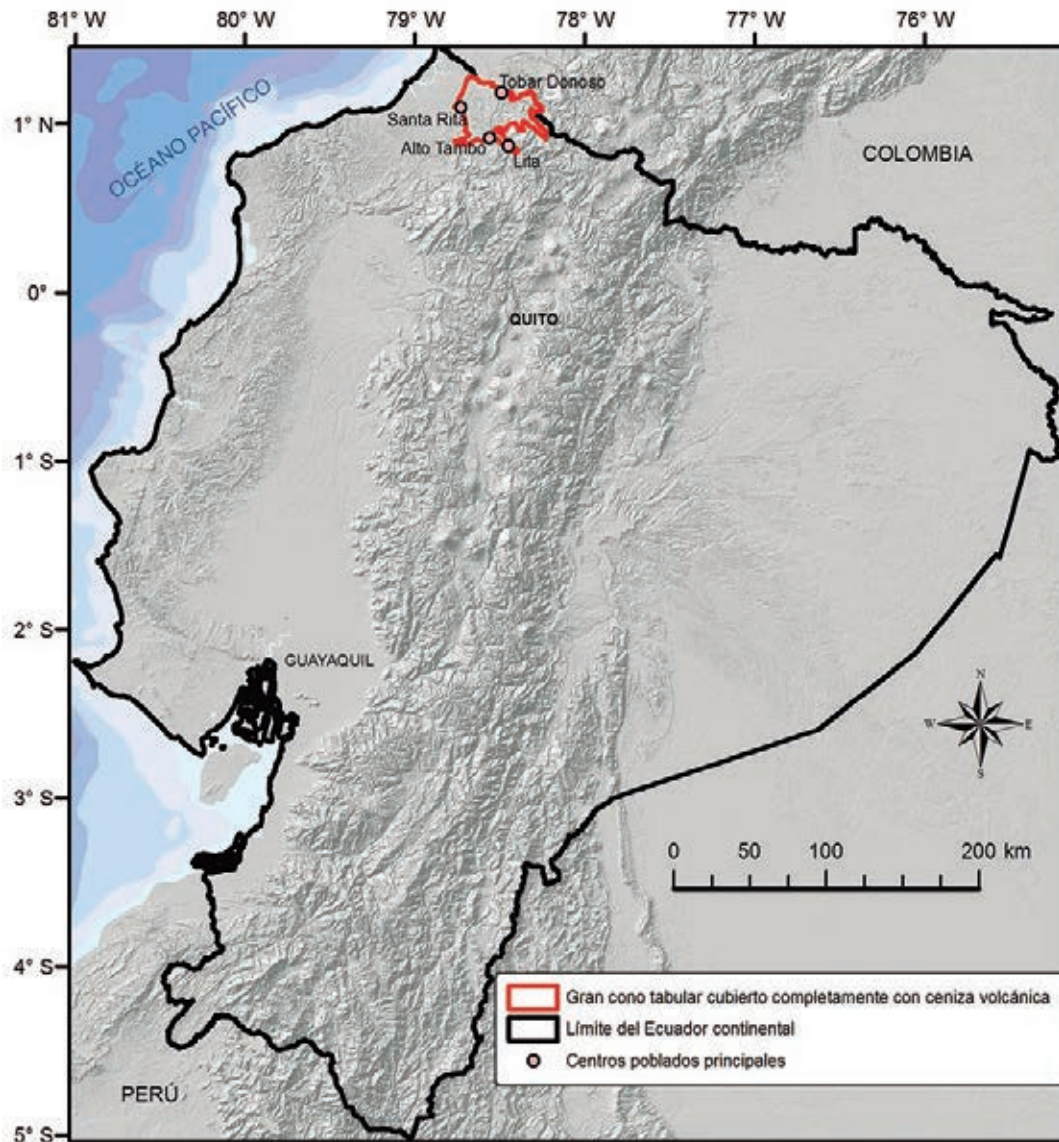 81° W
80° W
79° W
78° W
77° W
76° W
1° N
0°
1° S
2° S
3° S
4° S
5° S
OCÉANO PACÍFICO
Tobar Donoso
Santa Rita
Alto Tambo
Lita
COLOMBIA
QUITO
GUAYAQUIL
N
W
E
S
0
50
100
200 km
Gran cono tabular cubierto completamente con ceniza volcánica
Límite del Ecuador continental
Centros poblados principales
PERÚ